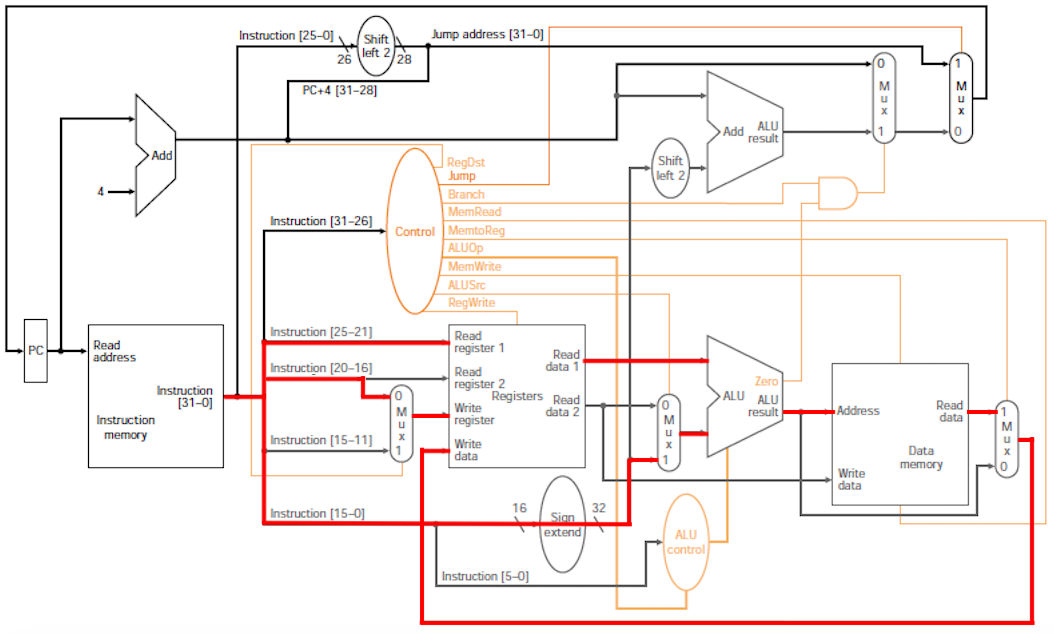 Instruction [25–0]
26
Shift
left 2
28
Jump address [31–0]
PC+4 [31–28]
Add
4
0
M
u
x
1
1
M
u
x
0
Add
ALU
result
Shift
left 2
RegDst
Jump
Branch
MemRead
MemtoReg
ALUOp
MemWrite
ALUSrc
RegWrite
Control
Instruction [31–26]
PC
Read
address
Instruction
[31–0]
Instruction
memory
Instruction [25–21]
Instruction [20–16]
Instruction [15–11]
Instruction [15–0]
0
M
u
x
1
Read
register 1
Read
register 2
Write
register
Write
data
Registers
Read
data 1
Read
data 2
0
M
u
x
1
Zero
ALU
ALU
result
Address
Read
data
Data
memory
Write
data
1
M
u
x
0
16
Sign
extend
32
ALU
control
Instruction [5–0]